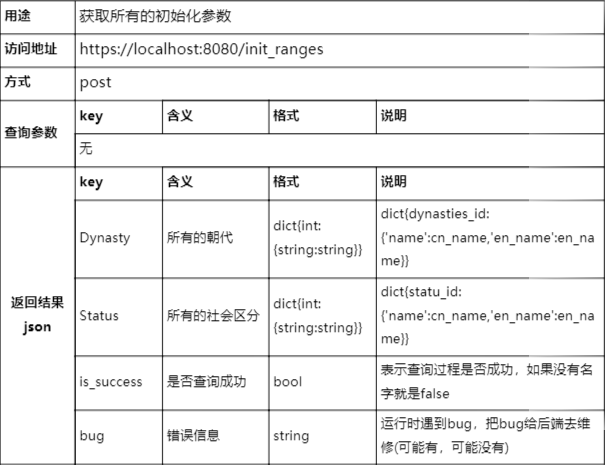 用途 获取所有的初始化参数
访问地址 https://localhost:8080/init_ranges
方式 post
查询参数 key 含义 格式 说明
无
返回结果
json
key 含义 格式 说明
Dynasty 所有的朝代 dict{int:
{string:string}}
dict{dynasties_id:
{'name':cn_name,'en_name':en_na
me}}
Status 所有的社会区分 dict{int:
{string:string}}
dict{statu_id:
{'name':cn_name,'en_name':en_na
me}}
is_success 是否查询成功 bool 表示查询过程是否成功，如果没有名
字就是false
bug 错误信息 string 运行时遇到bug，把bug给后端去维
修(可能有，可能没有)